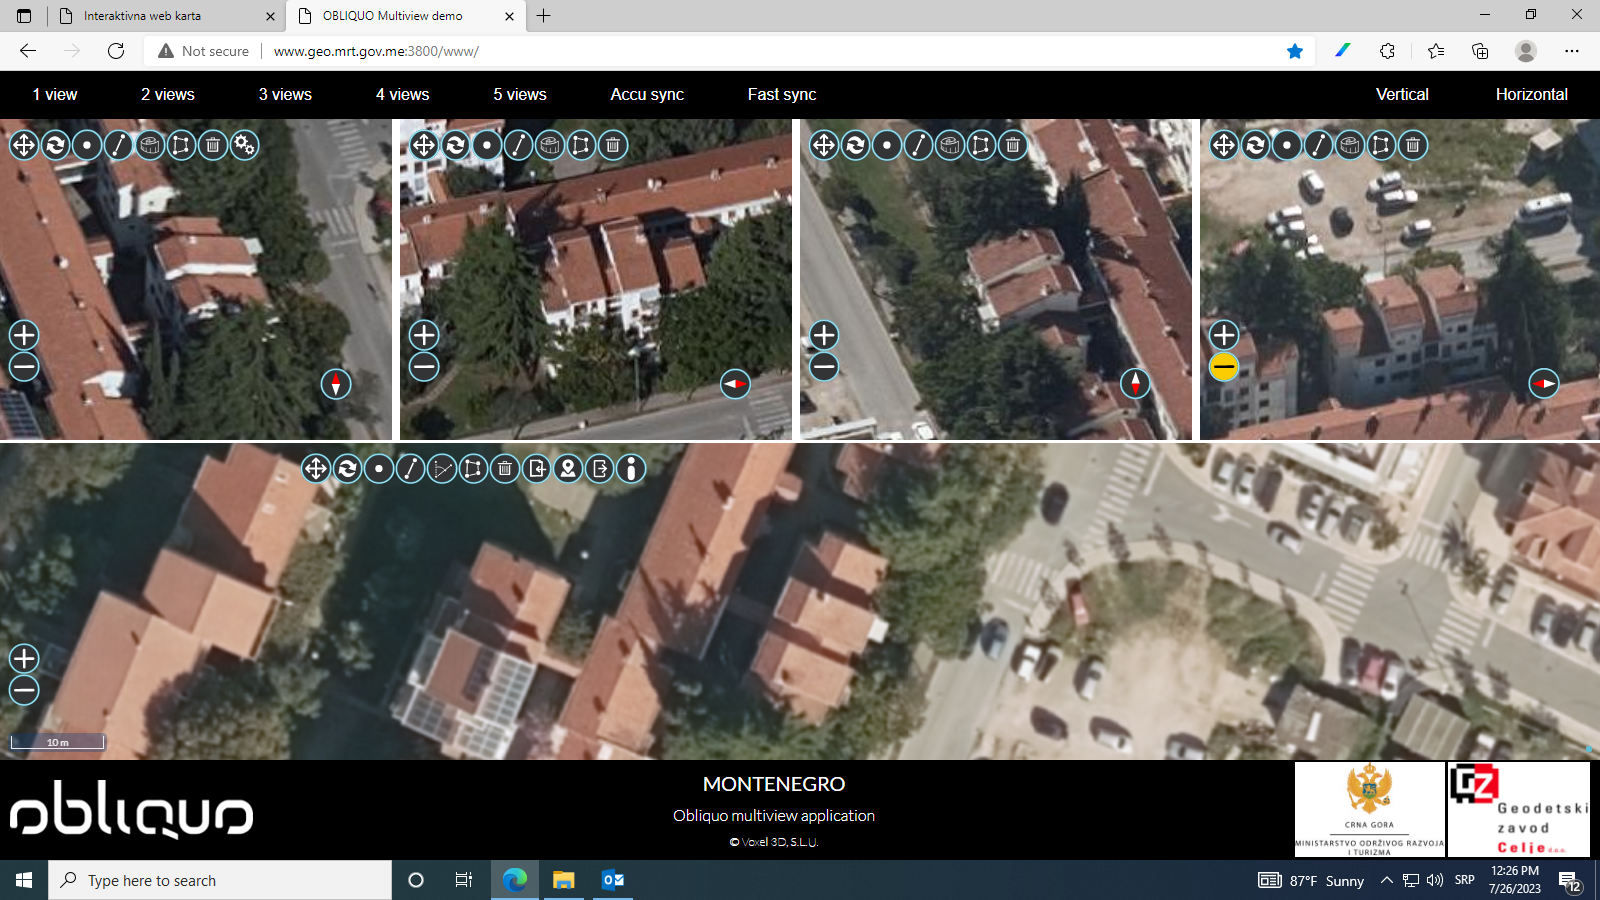 Interaktivna web karta
OBLIQUO Multiview demo
Not secure
www.geo.mrt.gov.me:3800/www/
1 view
2 views
3 views
4 views
5 views
Accu sync
Fast sync
Vertical
Horizontal
10 m
obliquo
MONTENEGRO
Obliquo multiview application
© Voxel 3D, S.L.U.
CRNA GORA
MINISTARSTVO ODRŽIVOG RAZVOJA
I TURIZMA
GZ
Geodetski
zavod
Celje d.o.o.
Type here to search
87°F Sunny
SRP
12:26 PM
7/26/2023
12